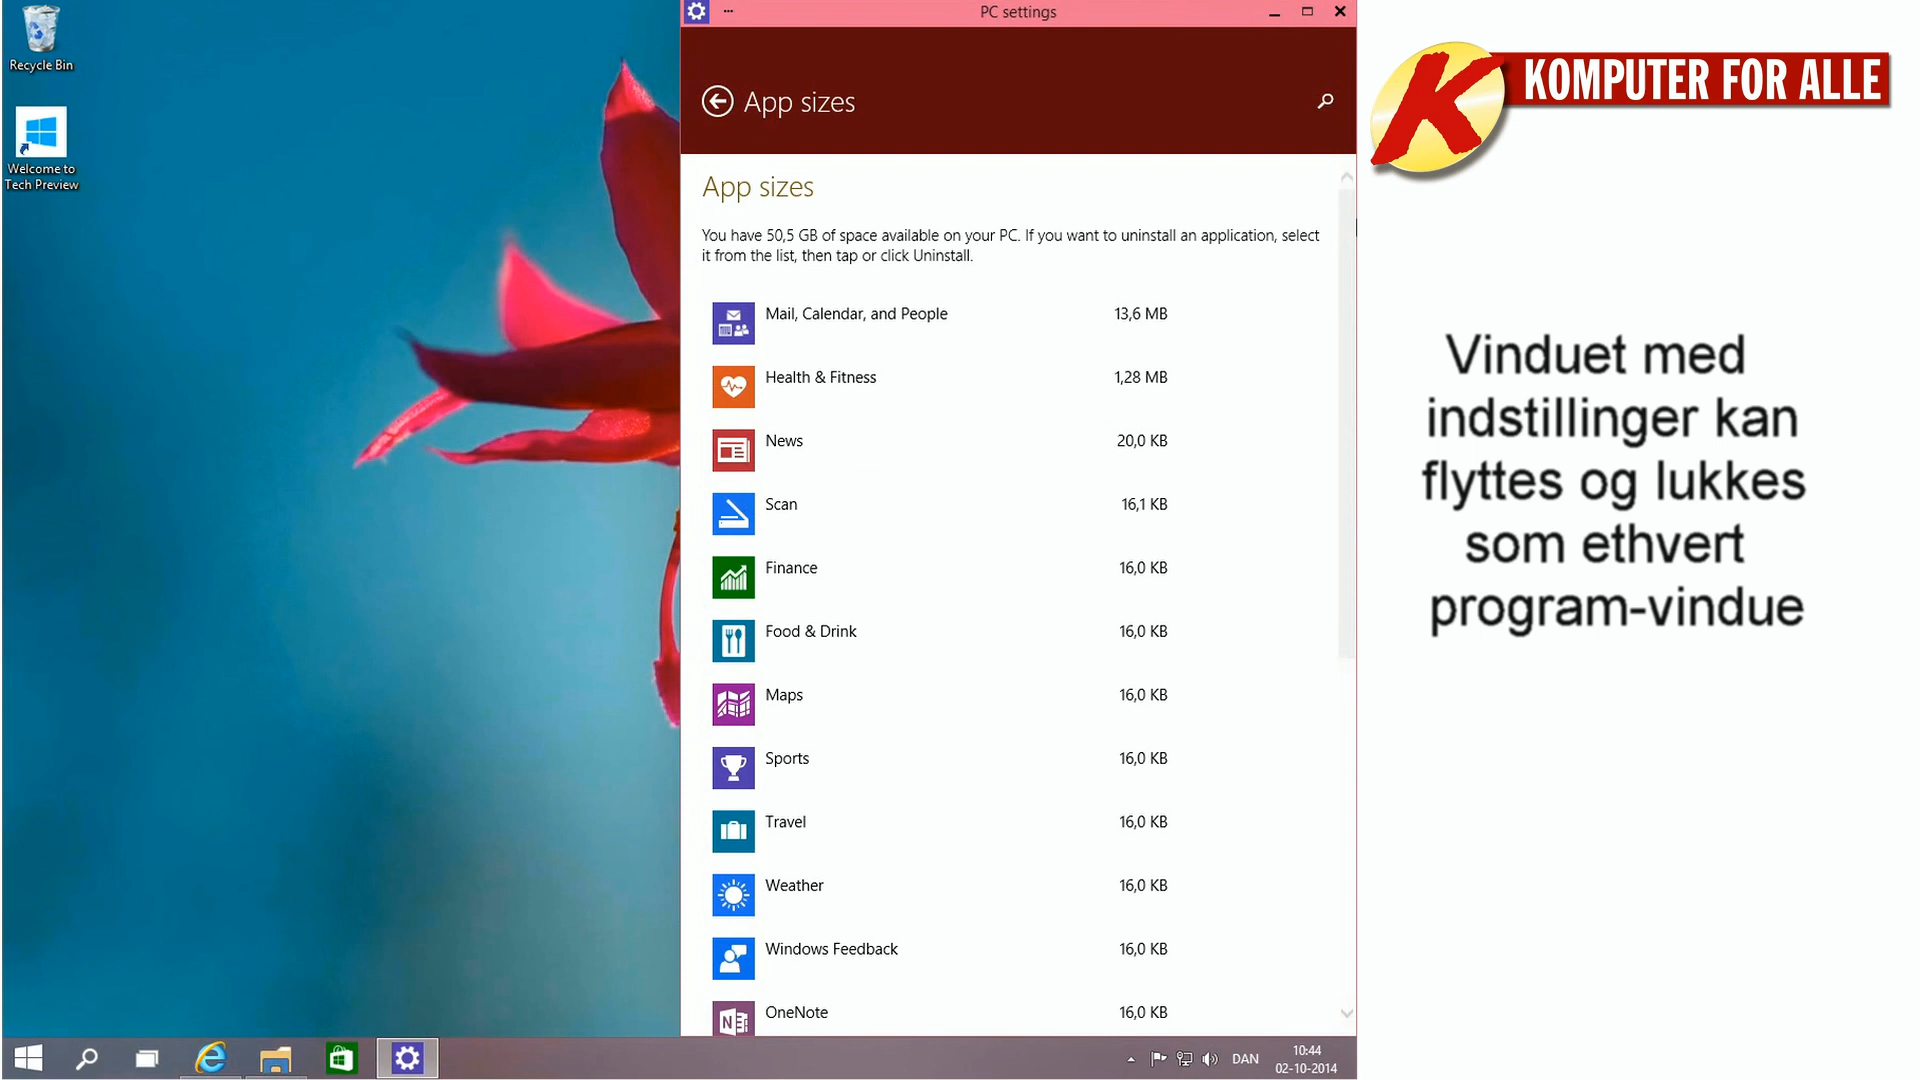 Recycle Bin
Welcome to
Tech Preview
PC settings
App sizes
App sizes
You have 50,5 GB of space available on your PC. If you want to uninstall an application, select
it from the list, then tap or click Uninstall.
Mail, Calendar, and People 13,6 MB
Health & Fitness 1,28 MB
News 20,0 KB
Scan 16,1 KB
Finance 16,0 KB
Food & Drink 16,0 KB
Maps 16,0 KB
Sports 16,0 KB
Travel 16,0 KB
Weather 16,0 KB
Windows Feedback 16,0 KB
OneNote 16,0 KB
DAN
10:44
02-10-2014
K KOMPUTER FOR ALLE
Vinduet med
indstillinger kan
flyttes og lukkes
som ethvert
program-vindue